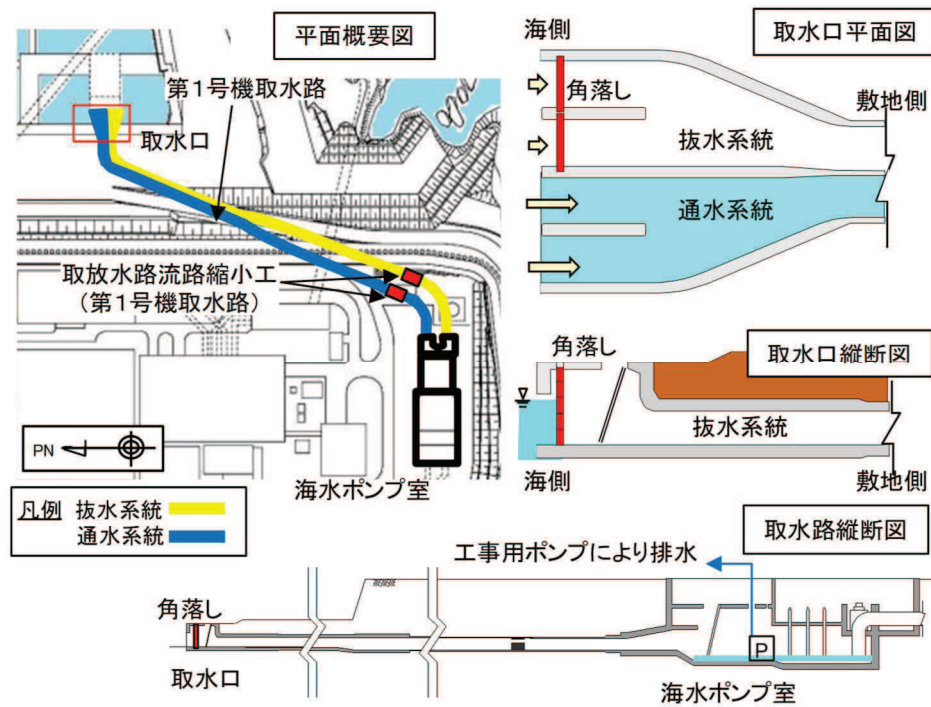 平面概要図
第1号機取水路
取水口
取放水路流路縮小工
(第1号機取水路)
PN
海水ポンプ室
凡例 抜水系統
通水系統
取水口平面図
海側
角落し
敷地側
抜水系統
通水系統
取水口縦断図
角落し
抜水系統
海側
敷地側
取水路縦断図
工事用ポンプにより排水
角落し
P
取水口
海水ポンプ室